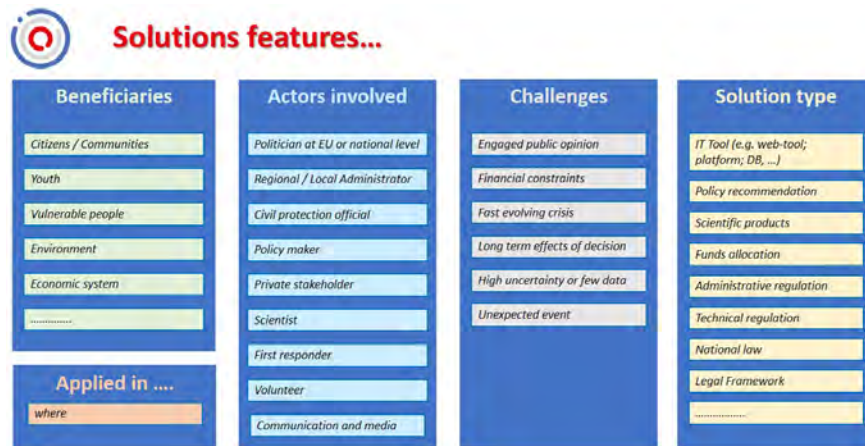 Solutions features...
Beneficiaries
Citizens / Communities
Youth
Vulnerable people
Environment
Economic system
..............
Applied in ....
where
Actors involved
Politician at EU or national level
Regional / Local Administrator
Civil protection official
Policy maker
Private stakeholder
Scientist
First responder
Volunteer
Communication and media
Challenges
Engaged public opinion
Financial constraints
Fast evolving crisis
Long term effects of decision
High uncertainty or few data
Unexpected event
Solution type
IT Tool (e.g. web-tool;
platform; DB, ...)
Policy recommendation
Scientific products
Funds allocation
Administrative regulation
Technical regulation
National law
Legal Framework
.................